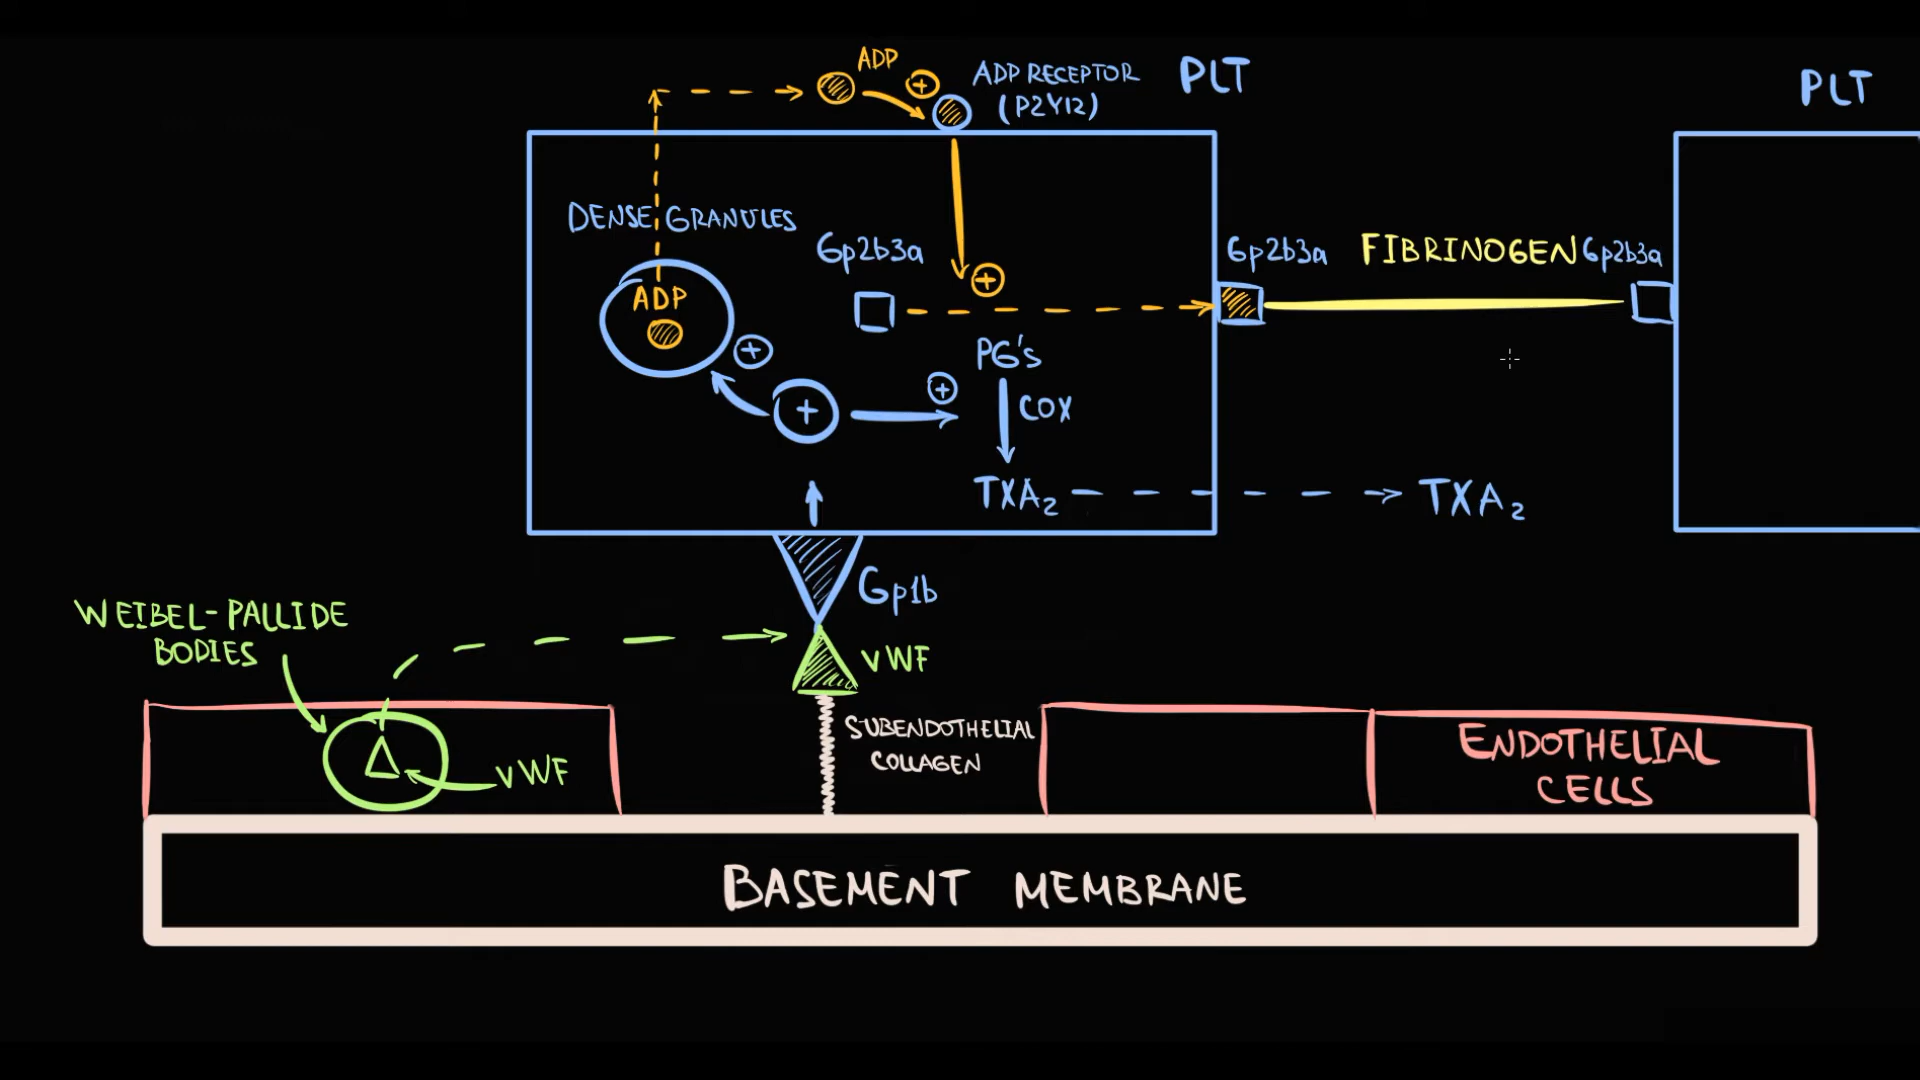 ADP
ADP RECEPTOR
(P2Y12)
PLT
PLT
DENSE GRANULES
Gp2b3a
Gp2b3a
FIBRINOGEN
Gp2b3a
ADP
+
+
+
+
+
PG's
COX
TXA2
TXA2
Gp1b
WEIBEL-PALLIDE
BODIES
vWF
SUBENDOTHELIAL
COLLAGEN
vWF
ENDOTHELIAL
CELLS
BASEMENT MEMBRANE